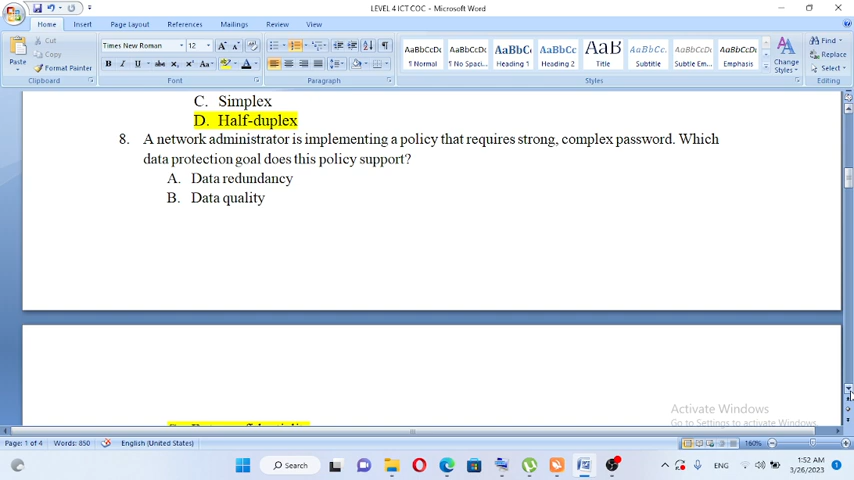 LEVEL 4 ICT COC - Microsoft Word
Home Insert Page Layout References Mailings Review View
Paste
Cut
Copy
Format Painter
Clipboard
Times New Roman 12
Font
Paragraph
AaBbCcDc AaBbCcDc AaBbC AaBbCc AaB AaBbCc. AaBbCcDc AaBbCcDc
¶ Normal ¶ No Spaci... Heading 1 Heading 2 Title Subtitle Subtle Em... Emphasis
Change Styles
Styles
Find
Replace
Select
Editing
C. Simplex
D. Half-duplex
8. A network administrator is implementing a policy that requires strong, complex password. Which
data protection goal does this policy support?
A. Data redundancy
B. Data quality
Activate Windows
Go to Settings to activate Windows.
Page: 1 of 4 Words: 850 English (United States) 160%
Search
ENG
1:52 AM
3/26/2023